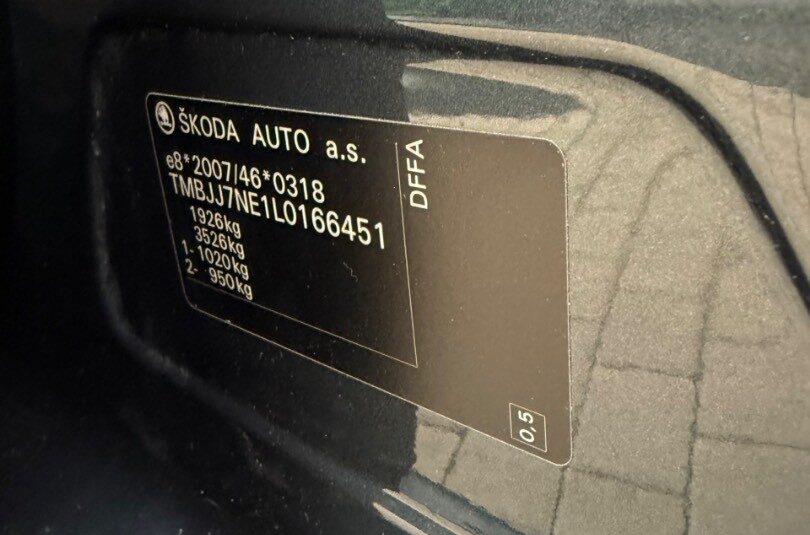 ŠKODA AUTO a.s.
e8*2007/46*0318
TMBJJ7NE1L0166451
1926kg
3526kg
1- 1020kg
2- 950kg
DFFA
0,5